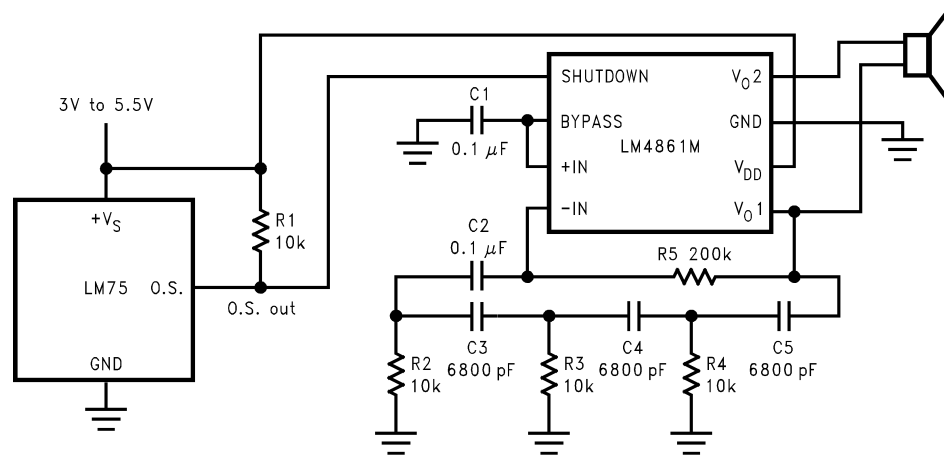 3V to 5.5V
+VS
LM75
O.S.
GND
R1
10k
O.S. out
C1
0.1 μF
SHUTDOWN
BYPASS
+IN
-IN
LM4861M
VO2
GND
VDD
VO1
C2
0.1 μF
R5 200k
C3
6800 pF
C4
6800 pF
C5
6800 pF
R2
10k
R3
10k
R4
10k